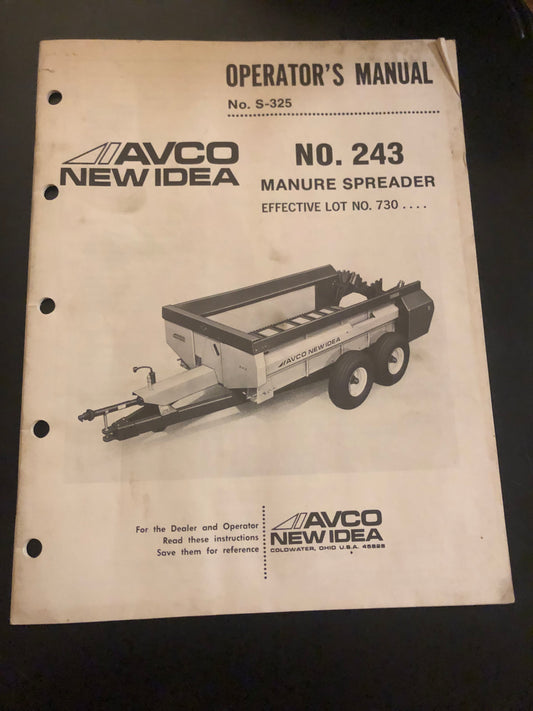 OPERATOR'S MANUAL
No. S-325
AVCO
NEW IDEA
NO. 243
MANURE SPREADER
EFFECTIVE LOT NO. 730 ....
AVCO NEW IDEA
For the Dealer and Operator
Read these instructions
Save them for reference
AVCO
NEW IDEA
COLDWATER, OHIO U.S.A. 45828